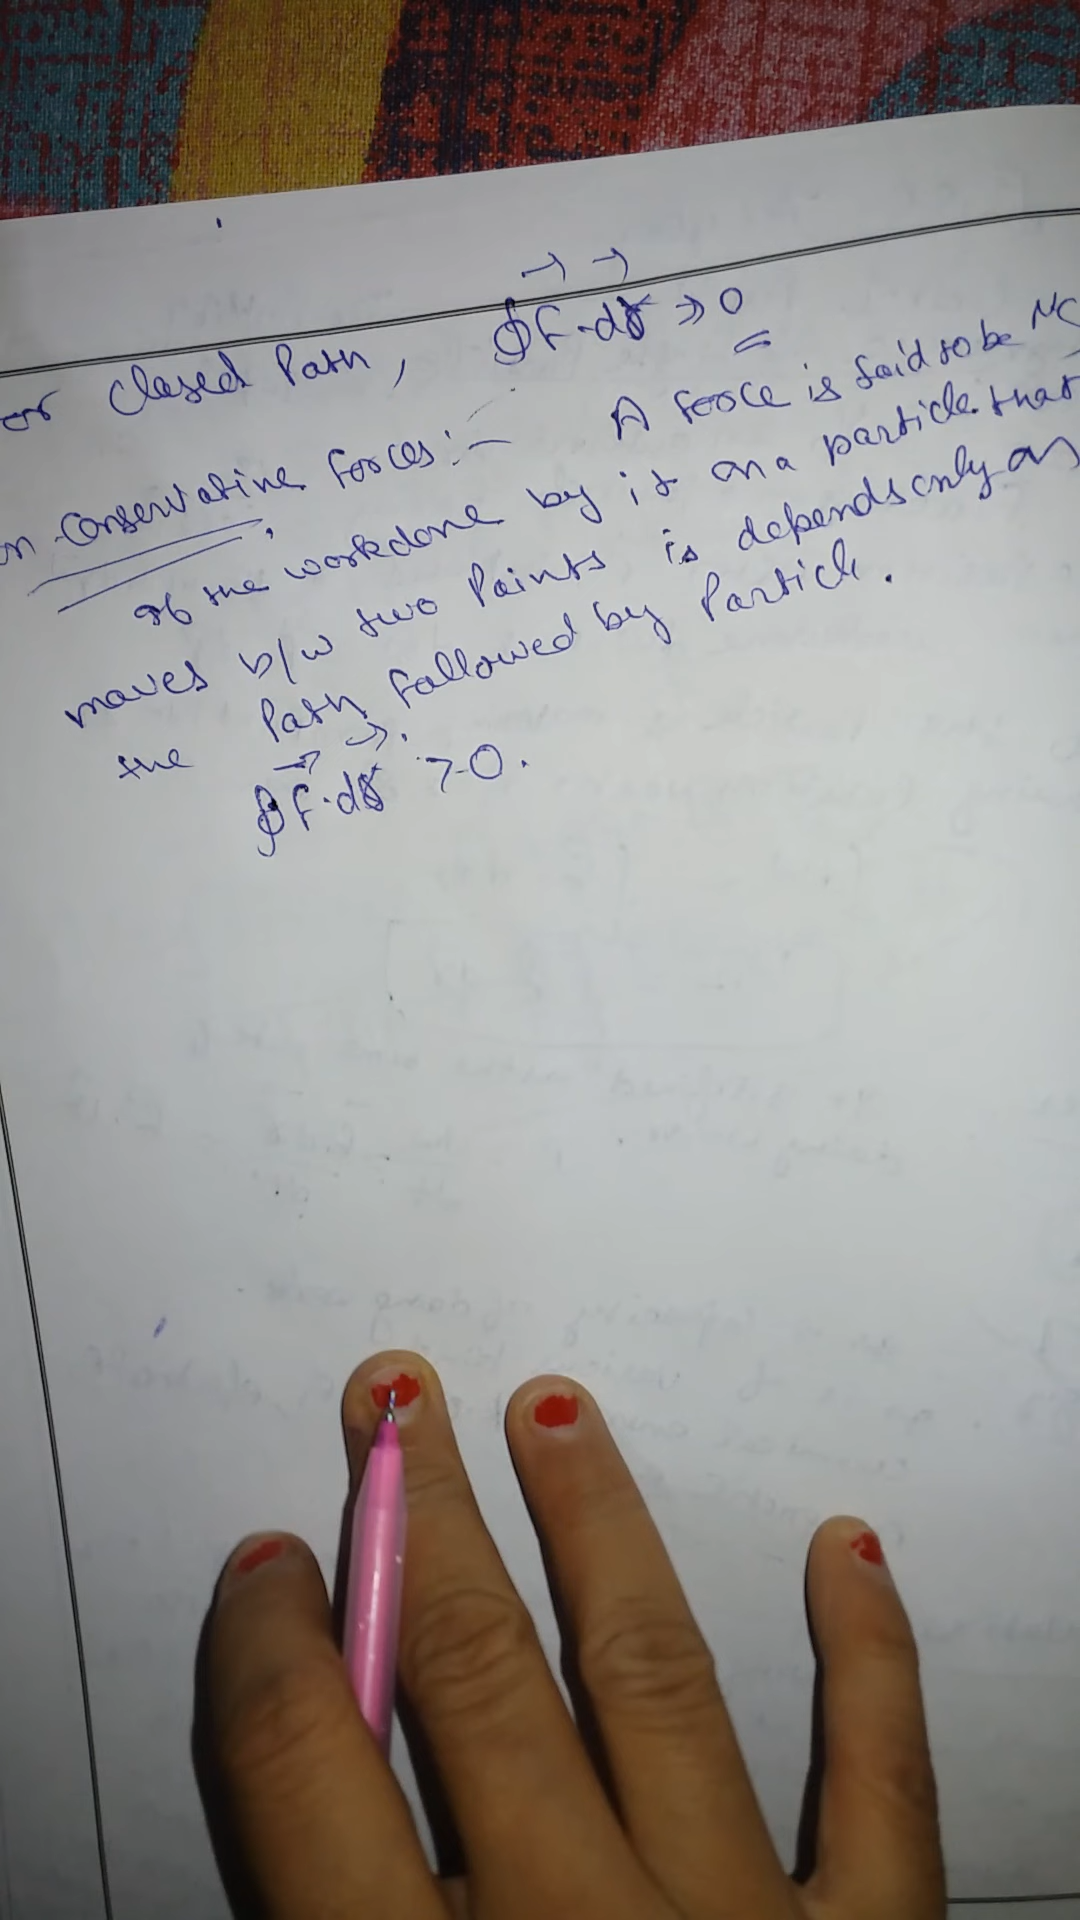 or closed Path, ∮F⃗·dr⃗ ⇒ 0
n Conservative forces:- A force is said to be NC
If the workdone by it on a particle that
moves b/w two Points is depends only on
the Path followed by Particle.
∮F⃗·dr⃗ > 0.